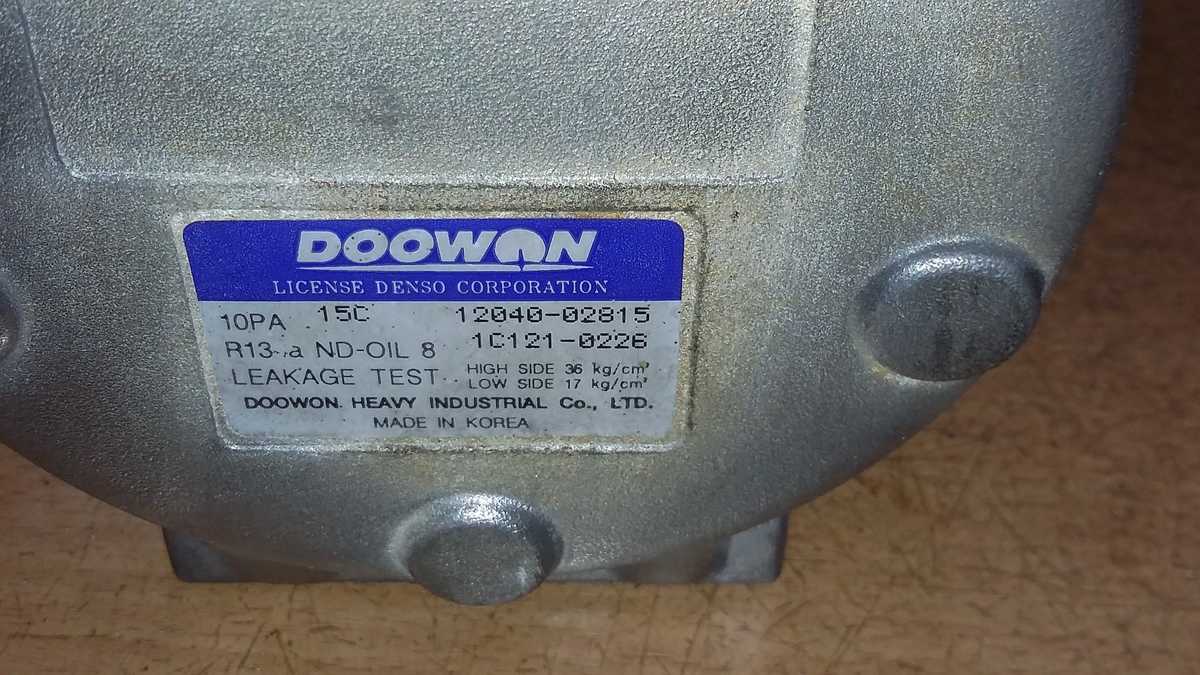 DOOWON
LICENSE DENSO CORPORATION
10PA 15C 12040-02815
R13 a ND-OIL 8 1C121-0226
LEAKAGE TEST HIGH SIDE 36 kg/cm²
LOW SIDE 17 kg/cm²
DOOWON HEAVY INDUSTRIAL Co., LTD.
MADE IN KOREA